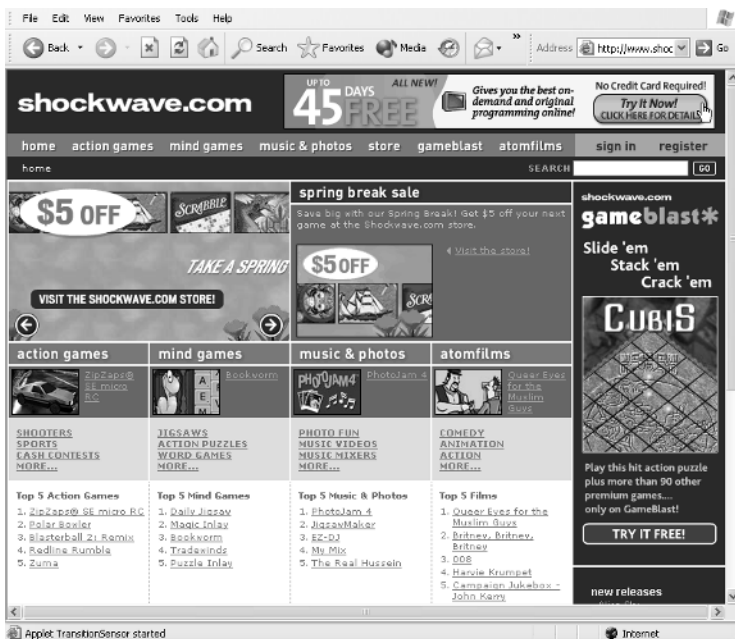 File Edit View Favorites Tools Help
Back Search Favorites Media » Address http://www.shoc Go
shockwave.com
UP TO 45 DAYS FREE ALL NEW!
Gives you the best on-
demand and original
programming online!
No Credit Card Required!
Try It Now!
CLICK HERE FOR DETAILS
home action games mind games music & photos store gameblast atomfilms sign in register
home SEARCH GO
$5 OFF SCRABBLE
TAKE A SPRING
VISIT THE SHOCKWAVE.COM STORE!
spring break sale
Save big with our Spring Break! Get $5 off your next
game at the Shockwave.com store.
$5 OFF
SCR
Visit the store!
shockwave.com
gameblast*
Slide 'em
Stack 'em
Crack 'em
CUBIS
Play this hit action puzzle
plus more than 90 other
premium games....
only on GameBlast!
TRY IT FREE!
new releases
action games
ZipZaps®
SE micro
RC
SHOOTERS
SPORTS
CASH CONTESTS
MORE...
Top 5 Action Games
1. ZipZaps® SE micro RC
2. Polar Bowler
3. Blasterball 2: Remix
4. Redline Rumble
5. Zuma
mind games
A
E
M
Bookworm
JIGSAWS
ACTION PUZZLES
WORD GAMES
MORE...
Top 5 Mind Games
1. Daily Jigsaw
2. Magic Inlay
3. Bookworm
4. Tradewinds
5. Puzzle Inlay
music & photos
PHOTOJAM4
PhotoJam 4
PHOTO FUN
MUSIC VIDEOS
MUSIC MIXERS
MORE...
Top 5 Music & Photos
1. PhotoJam 4
2. JigsawMaker
3. EZ-DJ
4. My Mix
5. The Real Hussein
atomfilms
Queer Eyes
for the
Muslim
Guys
COMEDY
ANIMATION
ACTION
MORE...
Top 5 Films
1. Queer Eyes for the
Muslim Guys
2. Britney, Britney,
Britney
3. 008
4. Harvie Krumpet
5. Campaign Jukebox -
John Kerry
Applet TransitionSensor started Internet